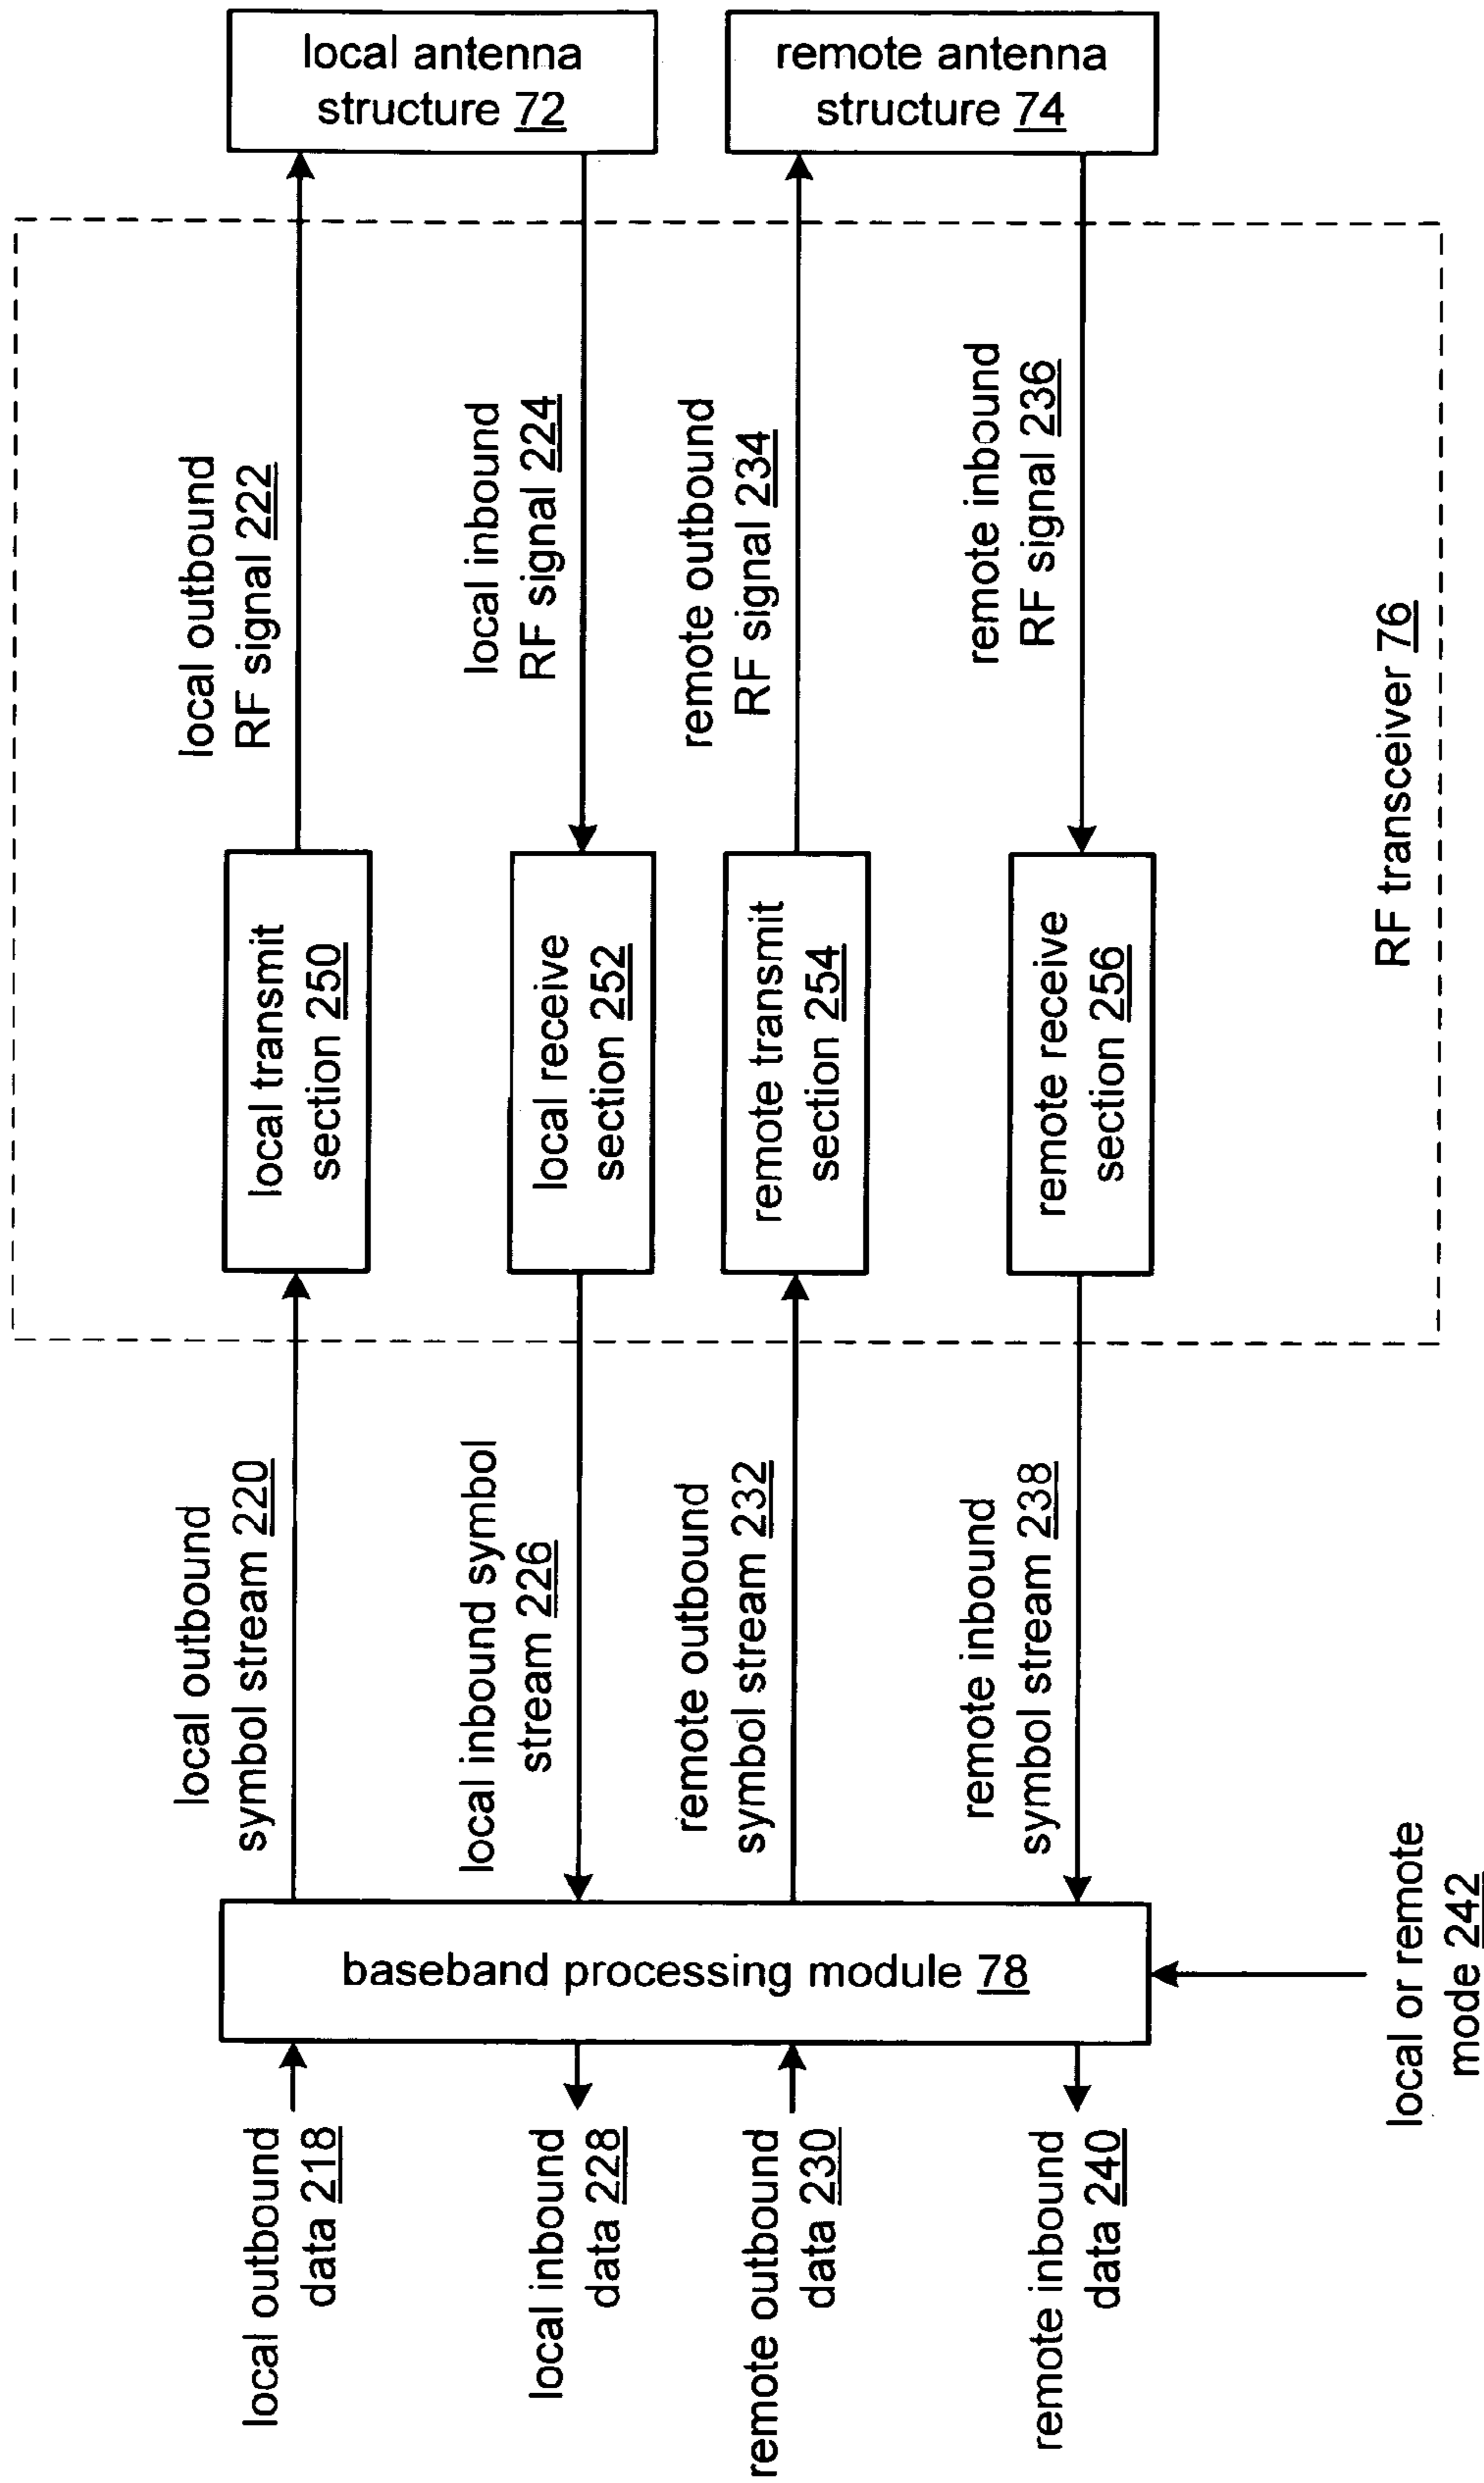 local antenna
structure 72
remote antenna
structure 74
local outbound
RF signal 222
local inbound
RF signal 224
remote outbound
RF signal 234
remote inbound
RF signal 236
RF transceiver 76
local transmit
section 250
local receive
section 252
remote transmit
section 254
remote receive
section 256
local outbound
symbol stream 220
local inbound symbol
stream 226
remote outbound
symbol stream 232
remote inbound
symbol stream 238
baseband processing module 78
local outbound
data 218
local inbound
data 228
remote outbound
data 230
remote inbound
data 240
local or remote
mode 242